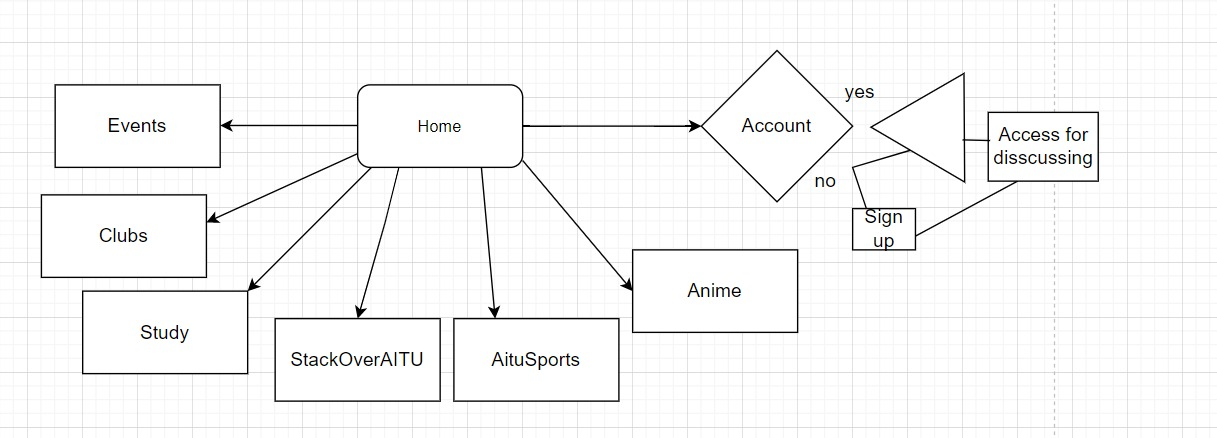 Events
Home
Account
yes
no
Access for
disscussing
Sign
up
Clubs
Study
StackOverAITU
AituSports
Anime